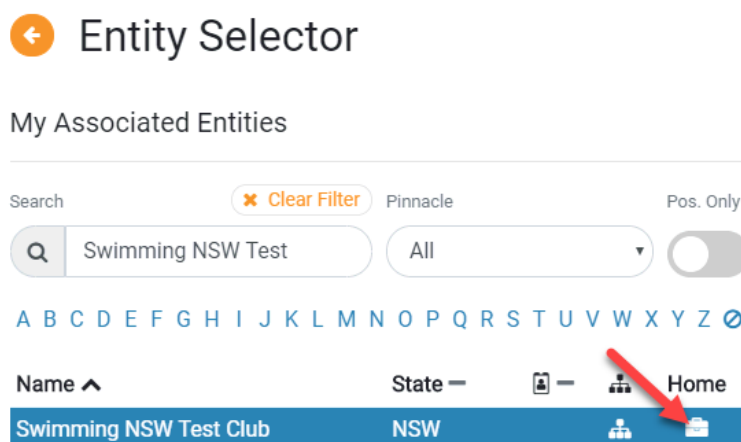 Entity Selector
My Associated Entities
Search Clear Filter Pinnacle Pos. Only
Swimming NSW Test All
A B C D E F G H I J K L M N O P Q R S T U V W X Y Z
Name State Home
Swimming NSW Test Club NSW